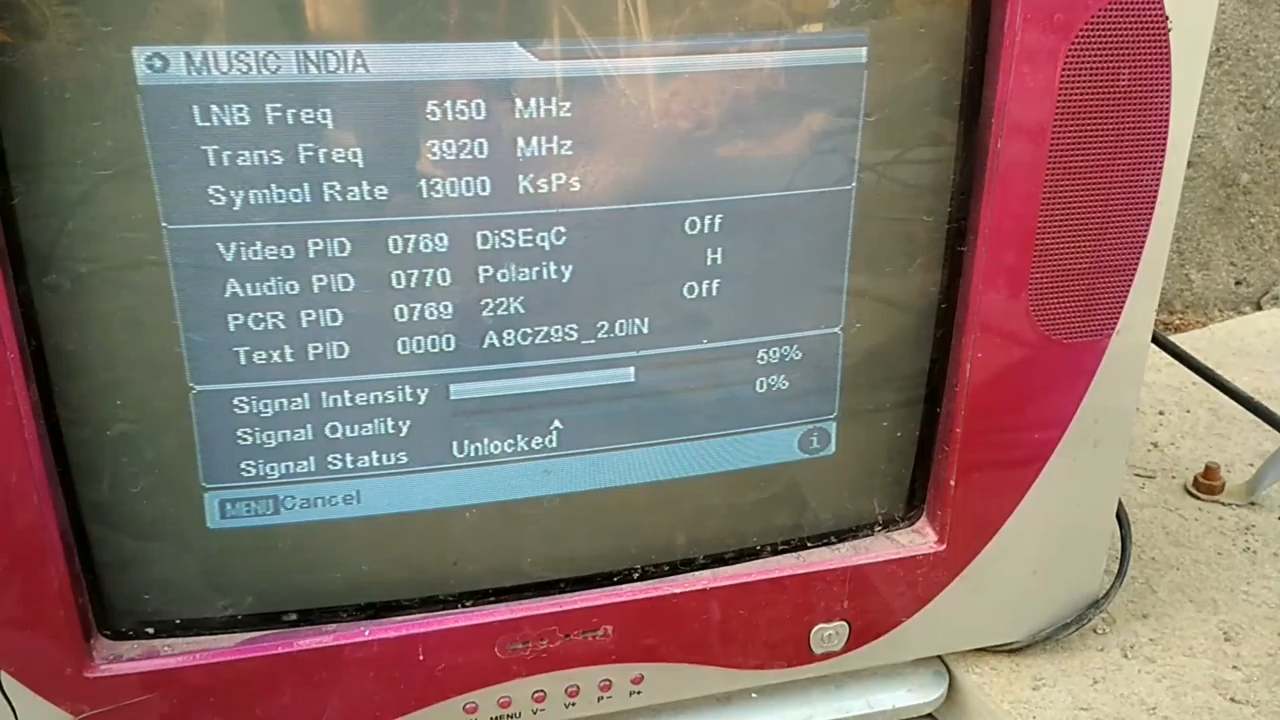 MUSIC INDIA
LNB Freq 5150 MHz
Trans Freq 3920 MHz
Symbol Rate 13000 KsPs
Video PID 0769 DiSEqC Off
Audio PID 0770 Polarity H
PCR PID 0769 22K Off
Text PID 0000 A8CZ9S_2.0IN
Signal Intensity 59%
Signal Quality 0%
Signal Status Unlocked
MENU Cancel
MENU V- V+ P- P+